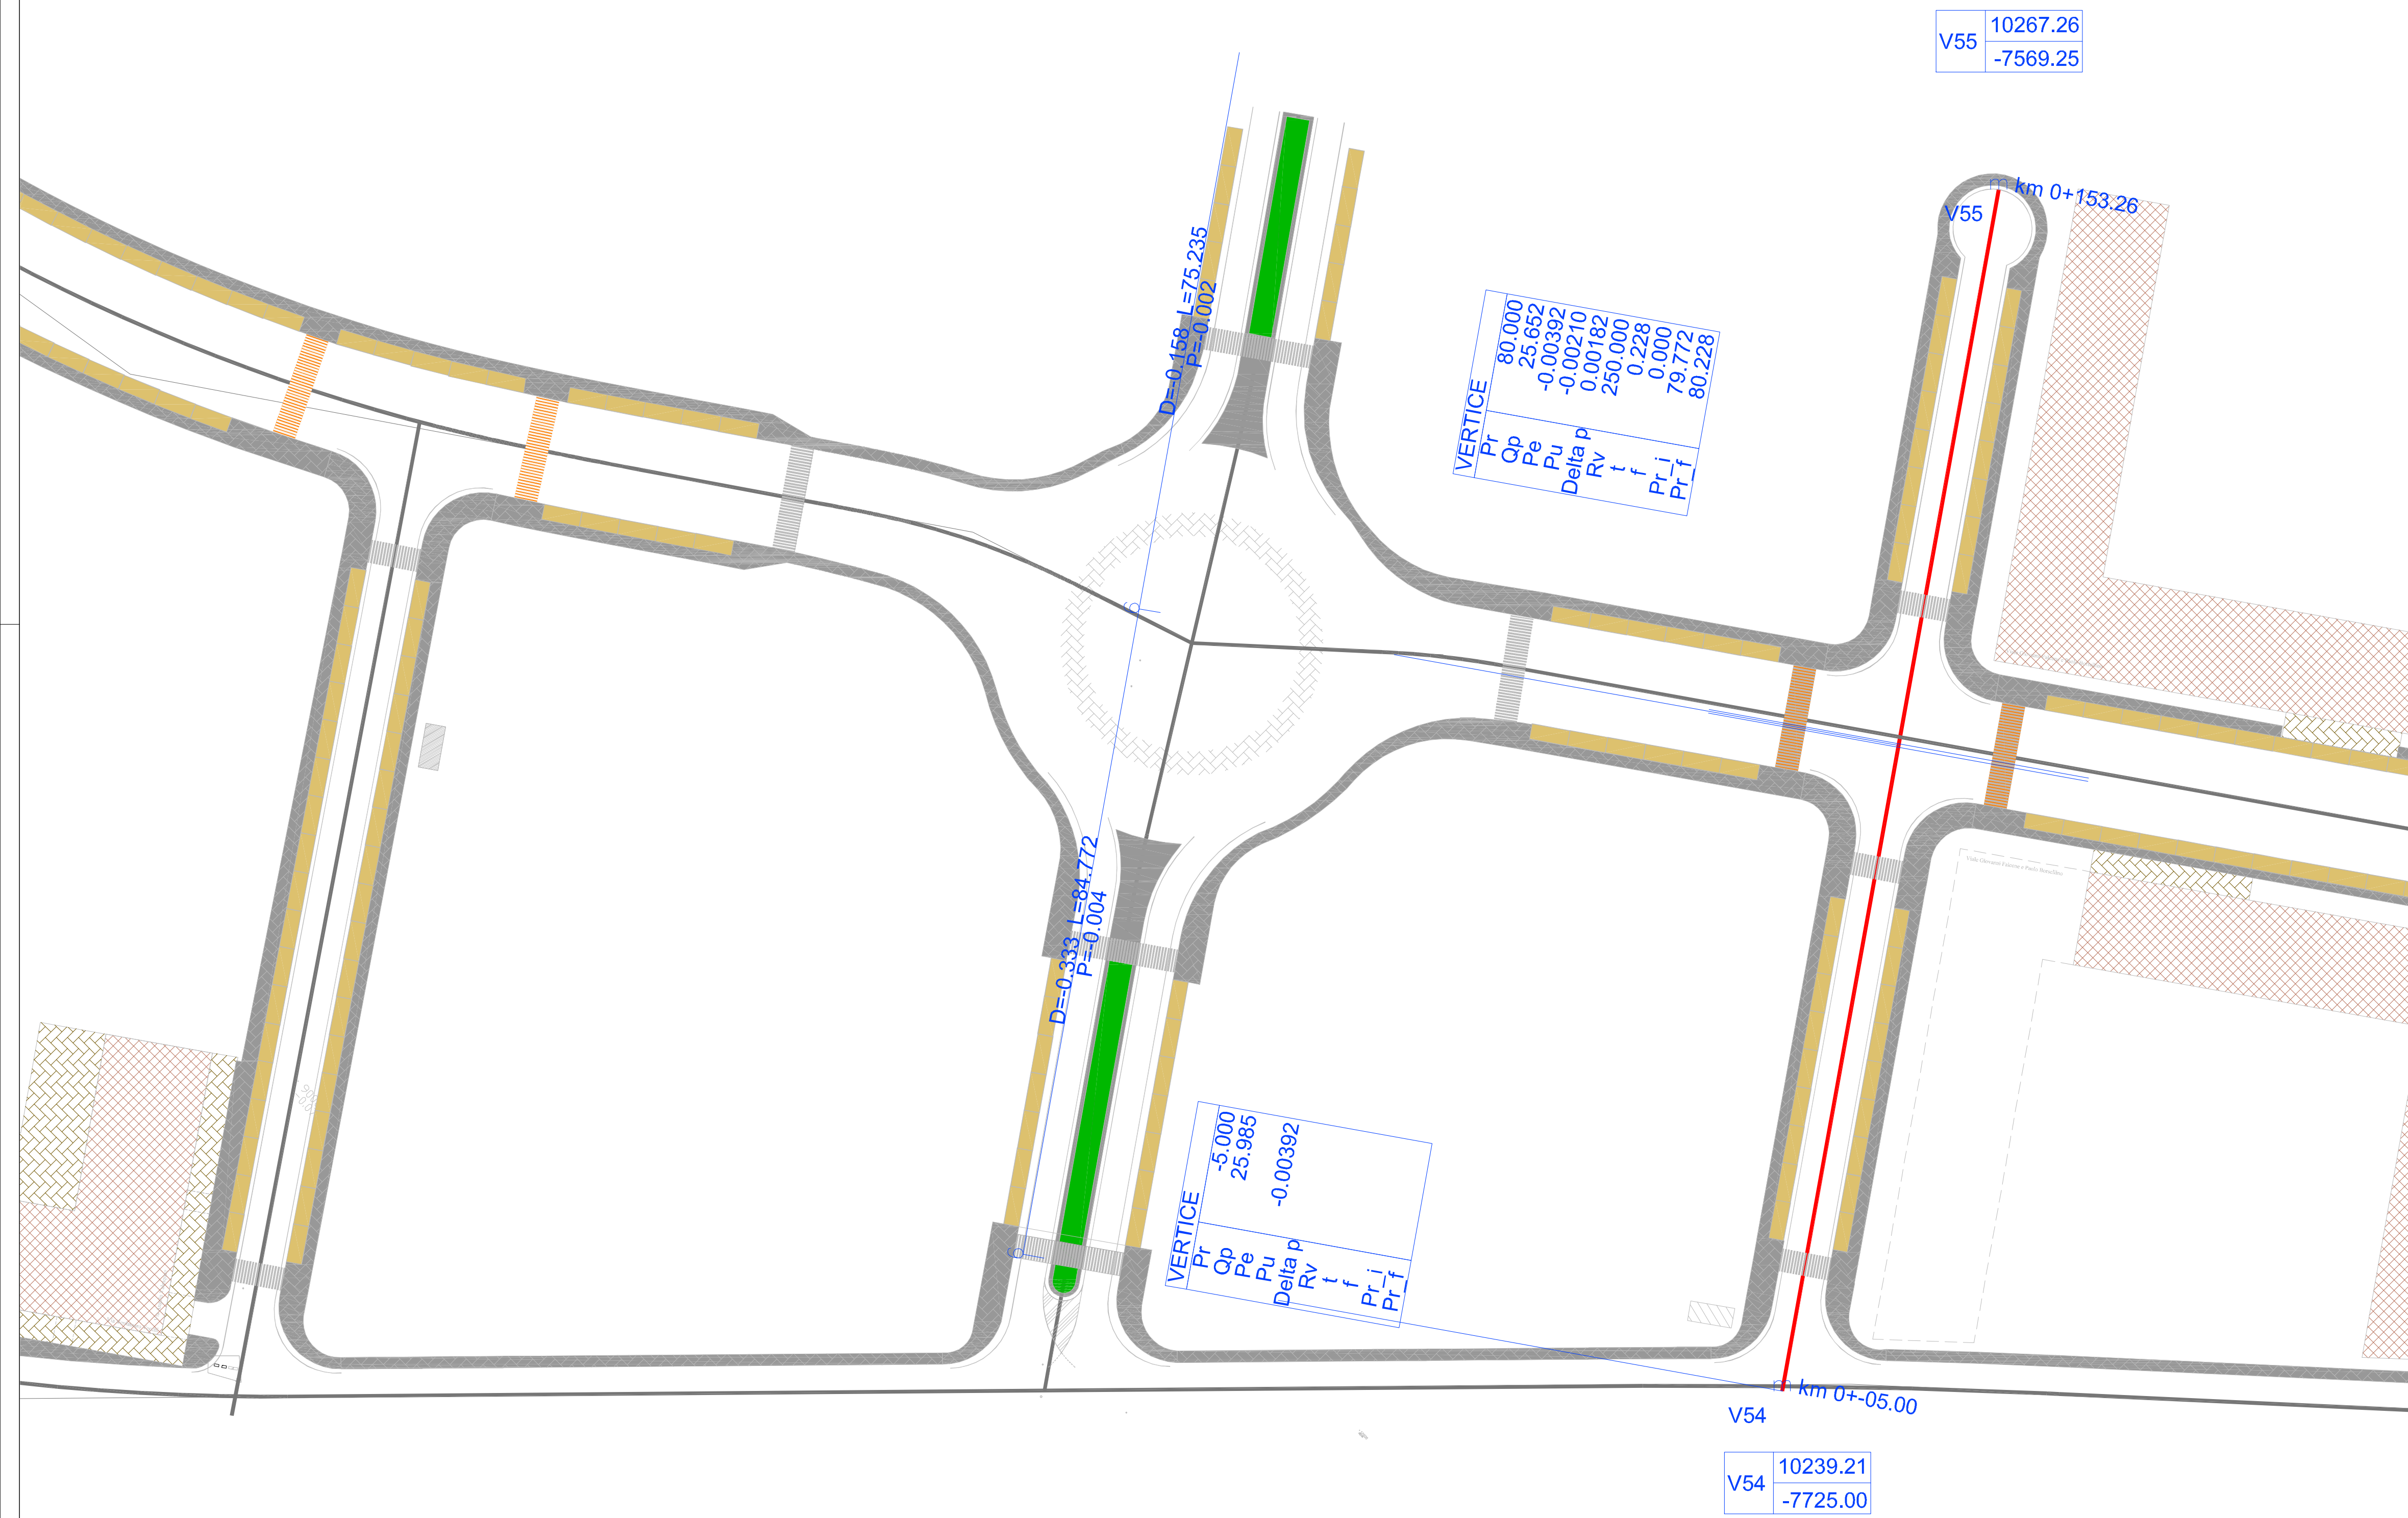 V55
10267.26
-7569.25
km 0+153.26
V55
D=-0.158 L=75.235
P=-0.002
VERTICE
Pr 80.000
Qp 25.652
Pe -0.00392
Pu -0.00210
Delta p 0.00182
Rv 250.000
t 0.228
f 0.000
Pr_i 79.772
Pr_f 80.228
D=-0.333 L=84.772
P=-0.004
VERTICE
Pr -5.000
Qp 25.985
Pe
Pu -0.00392
Delta p
Rv
t
f
Pr_i
Pr_f
km 0+-05.00
V54
V54
10239.21
-7725.00